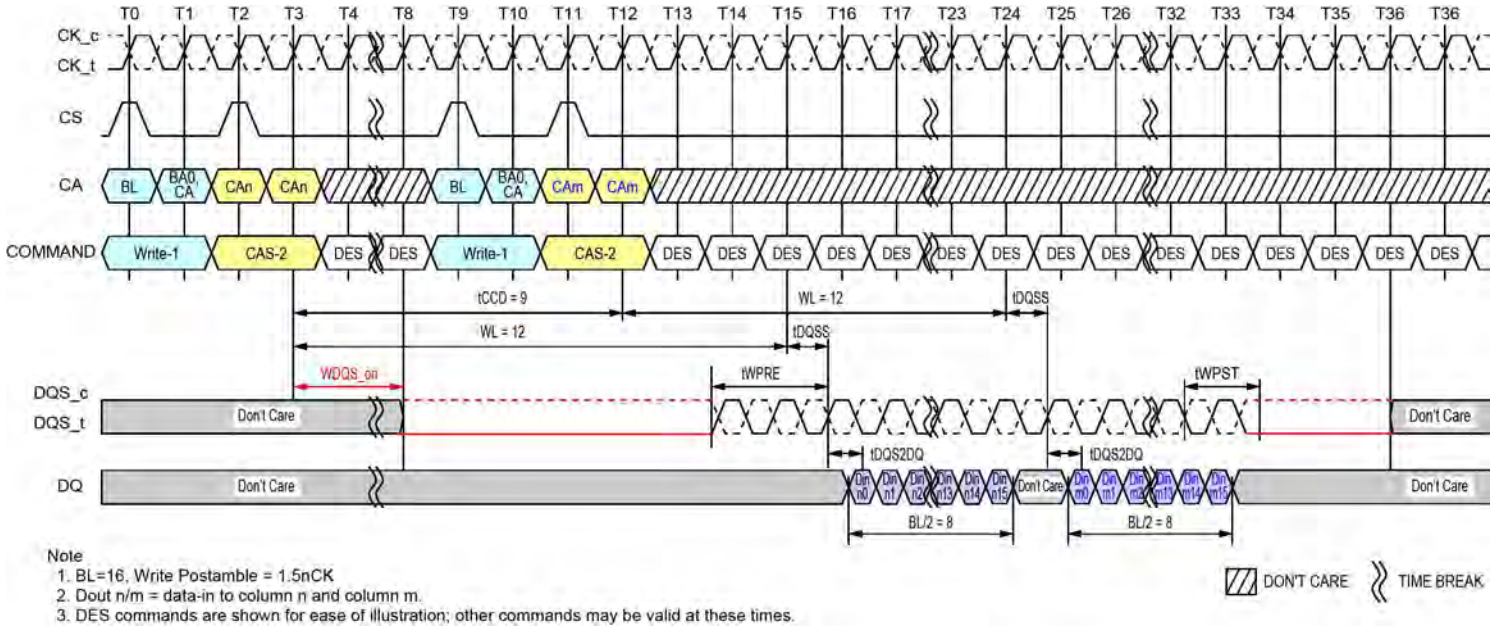 T0 T1 T2 T3 T4 T8 T9 T10 T11 T12 T13 T14 T15 T16 T17 T23 T24 T25 T26 T32 T33 T34 T35 T36 T36
CK_c
CK_t
CS
CA BL BA0, CA CAn CAn BL BA0, CA CAm CAm
COMMAND Write-1 CAS-2 DES DES Write-1 CAS-2 DES DES DES DES DES DES DES DES DES DES DES DES DES DES
tCCD = 9 WL = 12 tDQSS
WL = 12 tDQSS
WDQS_on tWPRE tWPST
DQS_c
DQS_t Don't Care Don't Care
tDQS2DQ tDQS2DQ
DQ Don't Care Din n0 Din n1 Din n2 Din n13 Din n14 Din n15 Don't Care Din m0 Din m1 Din m2 Din m13 Din m14 Din m15 Don't Care
BL/2 = 8 BL/2 = 8
Note
1. BL=16, Write Postamble = 1.5nCK
2. Dout n/m = data-in to column n and column m.
3. DES commands are shown for ease of illustration; other commands may be valid at these times.
DON'T CARE TIME BREAK